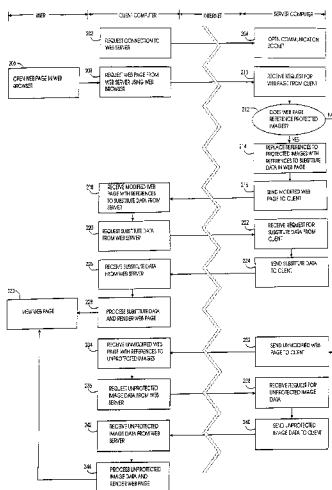 USER
CLIENT COMPUTER
INTERNET
SERVER COMPUTER
202
REQUEST CONNECTION TO
WEB SERVER
204
OPEN COMMUNICATION
206
OPEN WEB PAGE IN WEB
BROWSER
208
REQUEST WEB PAGE FROM
WEB SERVER USING WEB
BROWSER
210
RECEIVE REQUEST FOR
WEB PAGE FROM CLIENT
212
DOES WEB PAGE
REFERENCE PROTECTED
IMAGES?
YES
214
REPLACE REFERENCES TO
PROTECTED IMAGES WITH
REFERENCES TO SUBSTITUTE
DATA IN WEB PAGE
216
SEND MODIFIED WEB
PAGE TO CLIENT
218
RECEIVE MODIFIED WEB
PAGE WITH REFERENCES
TO SUBSTITUTE DATA FROM
SERVER
220
REQUEST SUBSTITUTE DATA
FROM WEB SERVER
222
RECEIVE REQUEST FOR
SUBSTITUTE DATA FROM
CLIENT
224
SEND SUBSTITUTE DATA
TO CLIENT
226
RECEIVE SUBSTITUTE DATA
FROM WEB SERVER
228
PROCESS SUBSTITUTE DATA
AND RENDER WEB PAGE
230
VIEW WEB PAGE
232
SEND UNMODIFIED WEB
PAGE TO CLIENT
234
RECEIVE UNMODIFIED WEB
PAGE WITH REFERENCES TO
UNPROTECTED IMAGES
236
REQUEST UNPROTECTED
IMAGE DATA FROM WEB
SERVER
238
RECEIVE REQUEST FOR
UNPROTECTED IMAGE
DATA
240
SEND UNPROTECTED
IMAGE DATA TO CLIENT
242
RECEIVE UNPROTECTED
IMAGE DATA FROM WEB
SERVER
244
PROCESS UNPROTECTED
IMAGE DATA AND
RENDER WEB PAGE